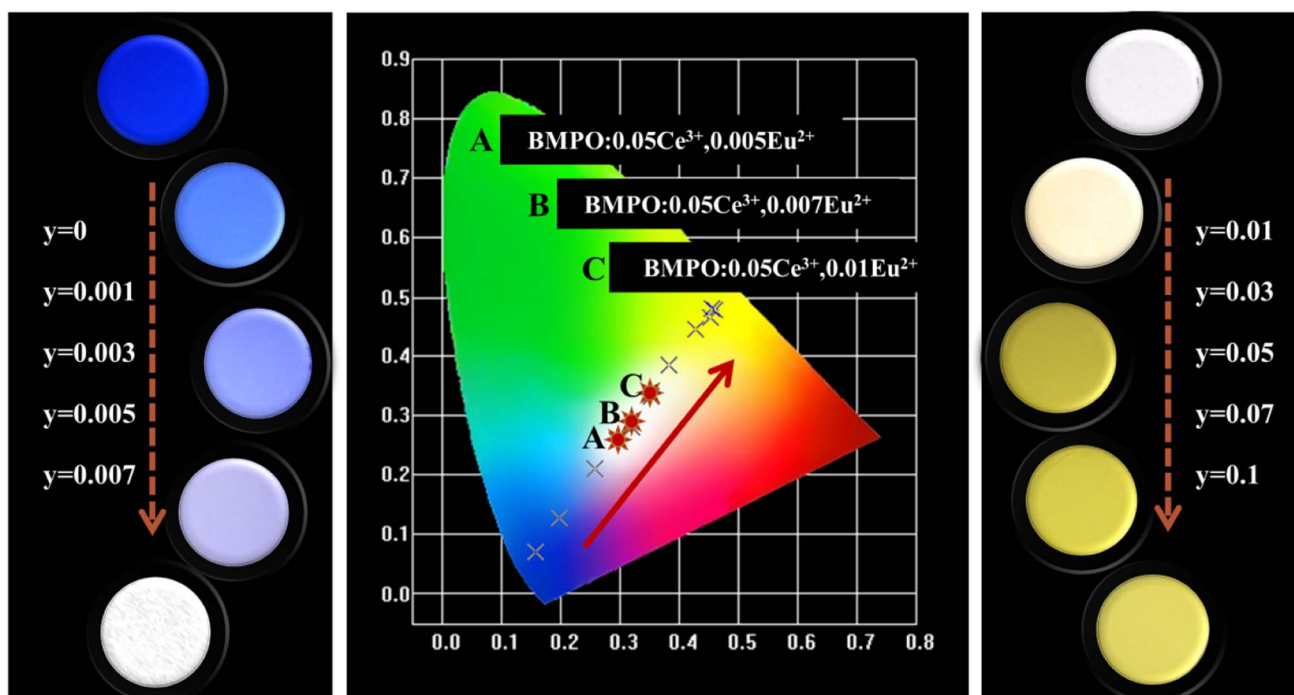 y=0
y=0.001
y=0.003
y=0.005
y=0.007
0.9
0.8
0.7
0.6
0.5
0.4
0.3
0.2
0.1
0.0
A BMPO:0.05Ce³⁺,0.005Eu²⁺
B BMPO:0.05Ce³⁺,0.007Eu²⁺
C BMPO:0.05Ce³⁺,0.01Eu²⁺
C
B
A
0.0 0.1 0.2 0.3 0.4 0.5 0.6 0.7 0.8
y=0.01
y=0.03
y=0.05
y=0.07
y=0.1